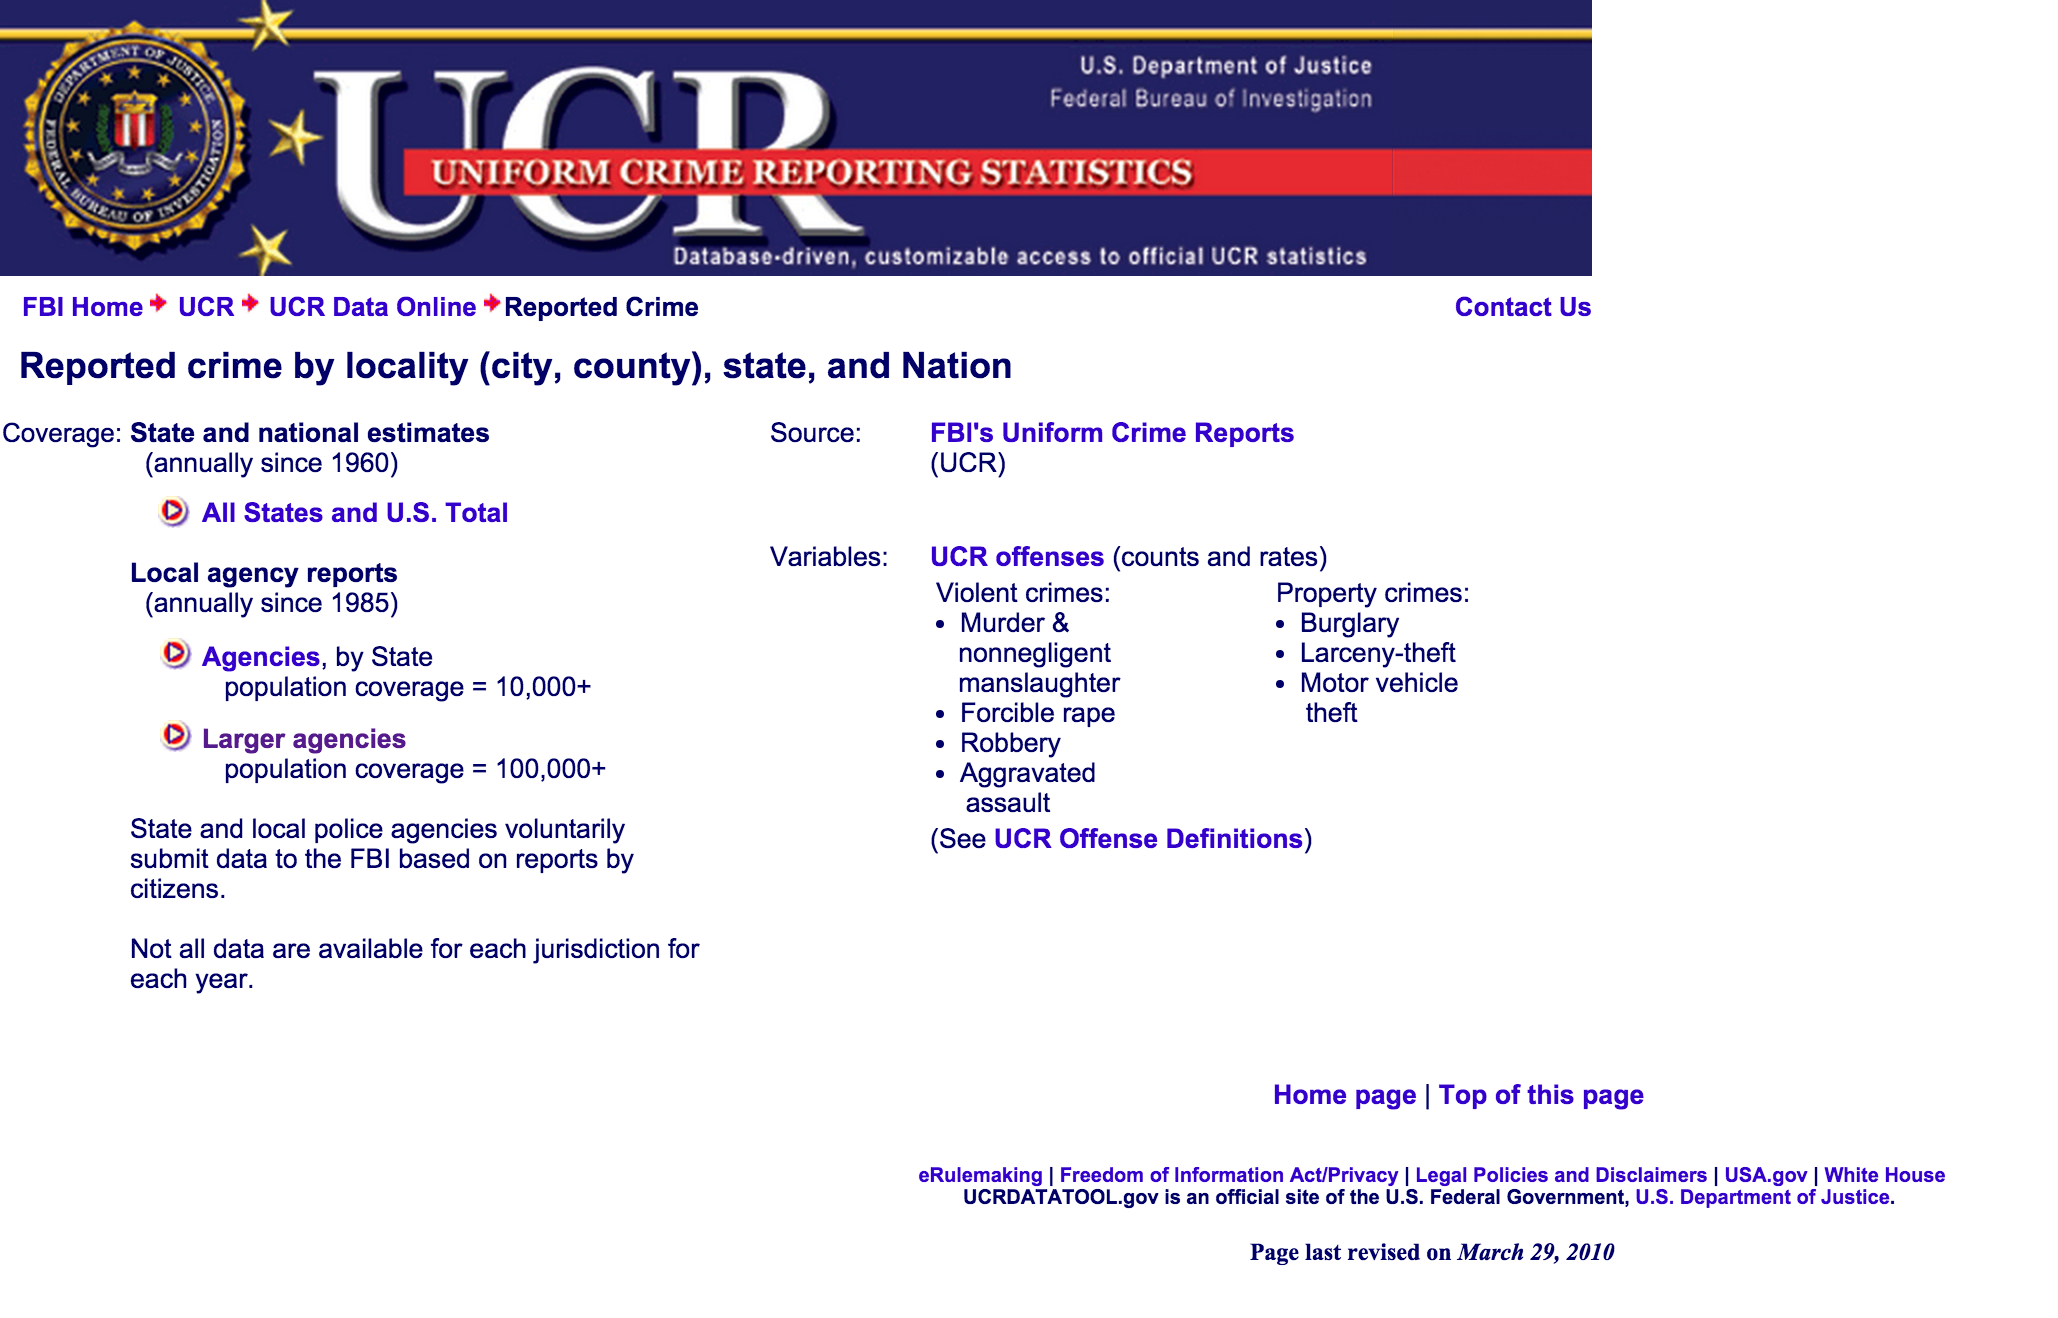 DEPARTMENT OF JUSTICE
FEDERAL BUREAU OF INVESTIGATION
UCR
U.S. Department of Justice
Federal Bureau of Investigation
UNIFORM CRIME REPORTING STATISTICS
Database-driven, customizable access to official UCR statistics
FBI Home UCR UCR Data Online Reported Crime
Contact Us
Reported crime by locality (city, county), state, and Nation
Coverage: State and national estimates
(annually since 1960)
All States and U.S. Total
Local agency reports
(annually since 1985)
Agencies, by State
population coverage = 10,000+
Larger agencies
population coverage = 100,000+
State and local police agencies voluntarily
submit data to the FBI based on reports by
citizens.
Not all data are available for each jurisdiction for
each year.
Source: FBI's Uniform Crime Reports
(UCR)
Variables: UCR offenses (counts and rates)
Violent crimes:
• Murder &
nonnegligent
manslaughter
• Forcible rape
• Robbery
• Aggravated
assault
Property crimes:
• Burglary
• Larceny-theft
• Motor vehicle
theft
(See UCR Offense Definitions)
Home page | Top of this page
eRulemaking | Freedom of Information Act/Privacy | Legal Policies and Disclaimers | USA.gov | White House
UCRDATATOOL.gov is an official site of the U.S. Federal Government, U.S. Department of Justice.
Page last revised on March 29, 2010